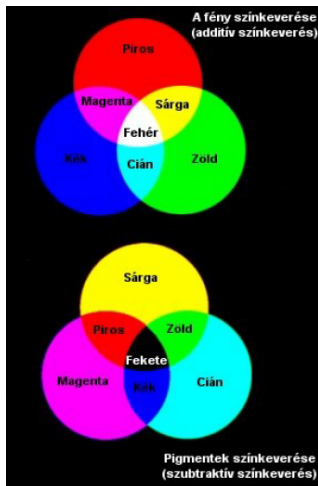 A fény színkeverése
(additív színkeverés)
Piros
Magenta
Sárga
Fehér
Kék
Cián
Zöld
Sárga
Piros
Zöld
Fekete
Magenta
Kék
Cián
Pigmentek színkeverése
(szubtraktív színkeverés)